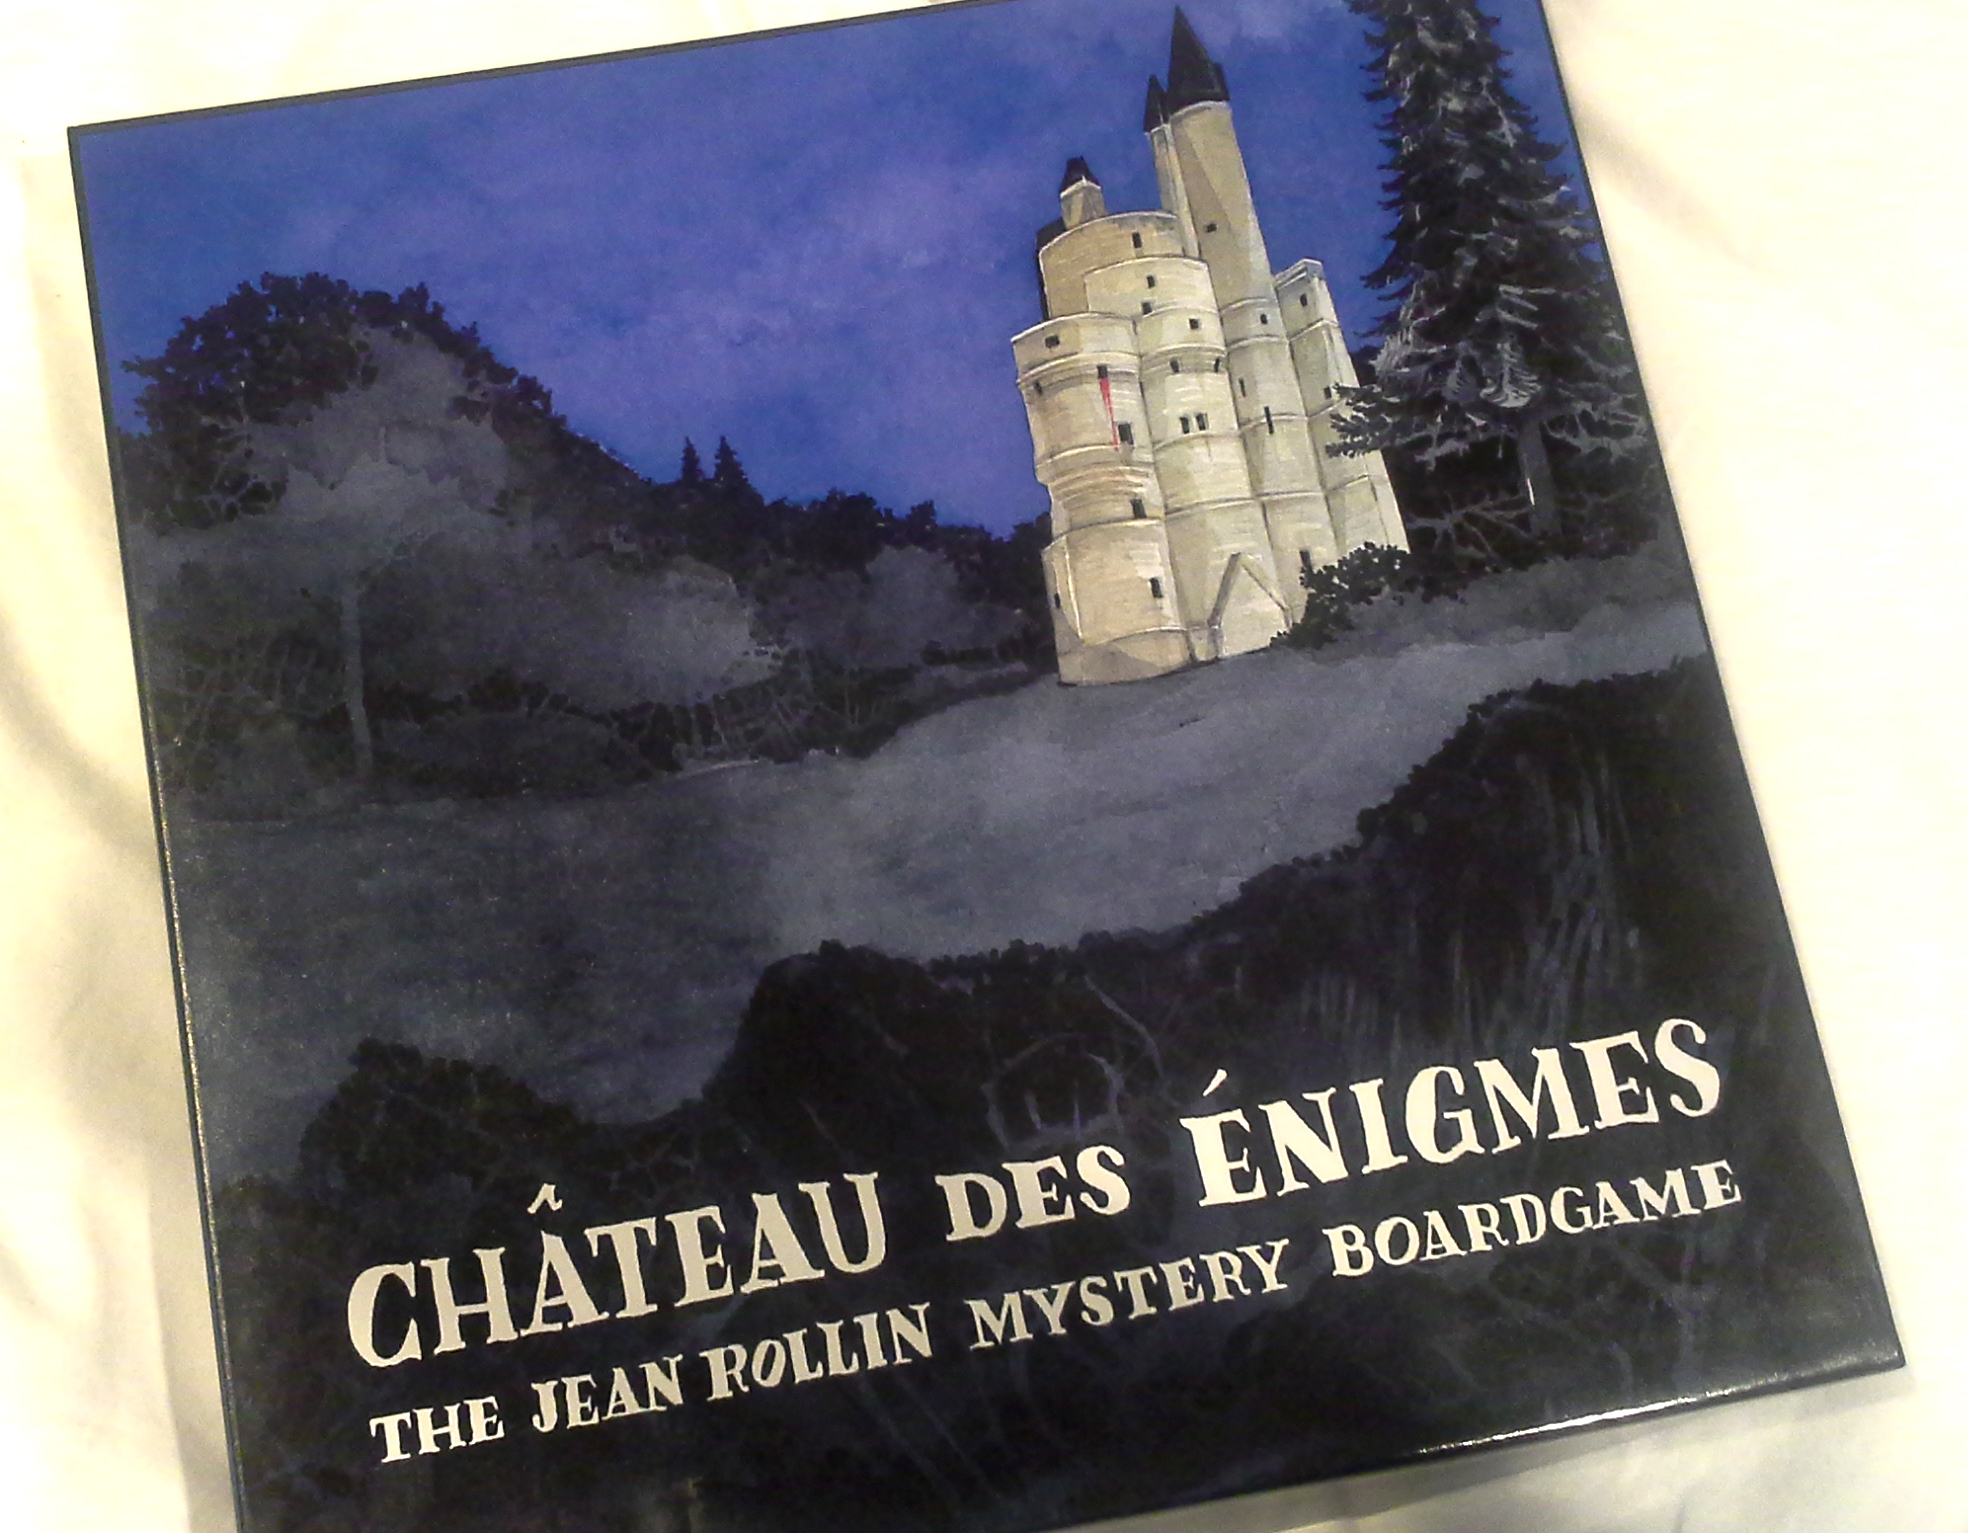 CHÂTEAU DES ÉNIGMES
THE JEAN ROLLIN MYSTERY BOARDGAME